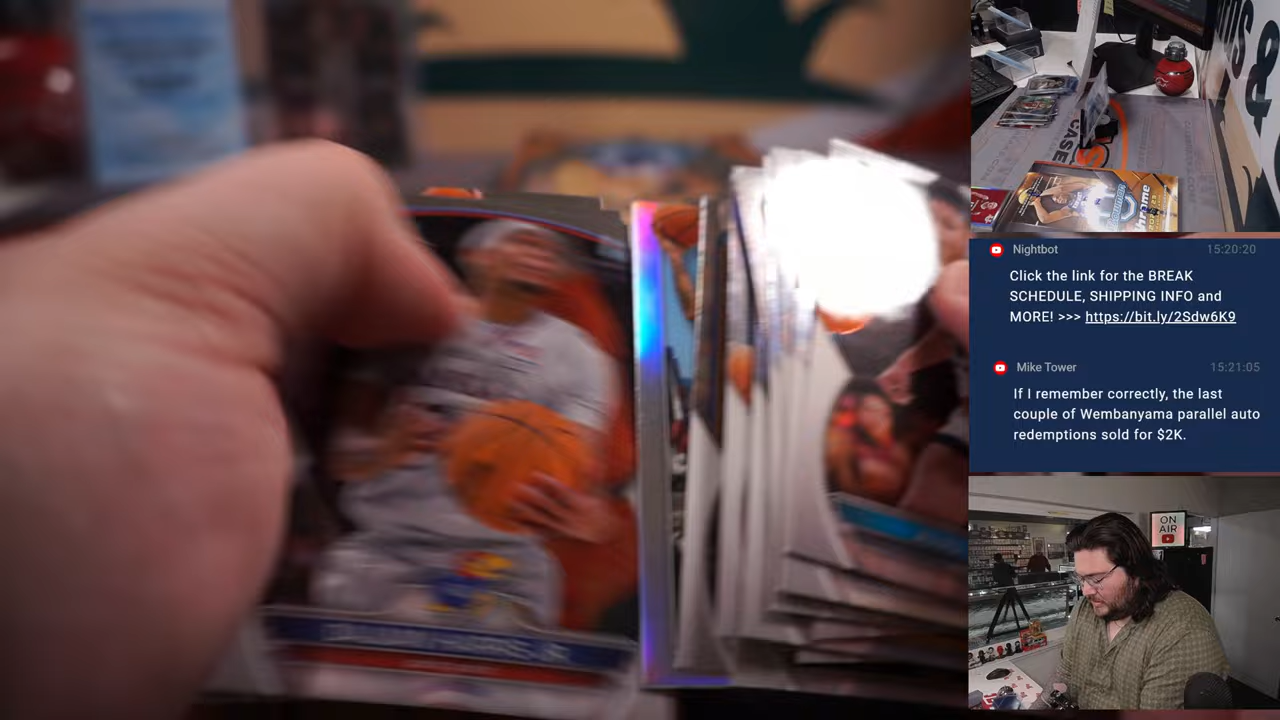 Nightbot 15:20:20
Click the link for the BREAK
SCHEDULE, SHIPPING INFO and
MORE! >>> https://bit.ly/2Sdw6K9
Mike Tower 15:21:05
If I remember correctly, the last
couple of Wembanyama parallel auto
redemptions sold for $2K.
ON
AIR
CASE
chrome
&